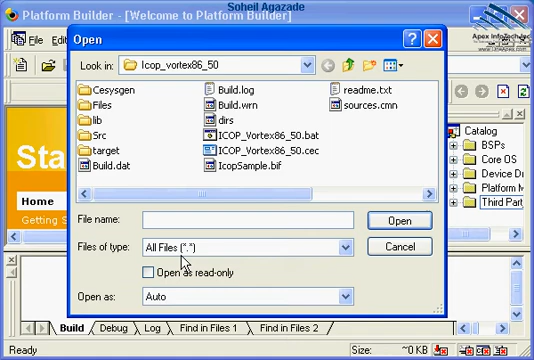 Soheil Agazade
Platform Builder - [Welcome to Platform Builder]
File
Apex InfoTech
Open
Look in:
Icop_vortex86_50
Cesysgen
Files
lib
Src
target
Build.dat
Build.log
Build.wrn
dirs
ICOP_Vortex86_50.bat
ICOP_Vortex86_50.cec
IcopSample.bif
readme.txt
sources.cmn
File name:
Open
Files of type:
All Files (*.*)
Cancel
Open as read-only
Open as:
Auto
Sta
Home
Getting S
Catalog
BSPs
Core OS
Device Dr
Platform M
Third Part
Build
Debug
Log
Find in Files 1
Find in Files 2
Ready
Size:
~0 KB